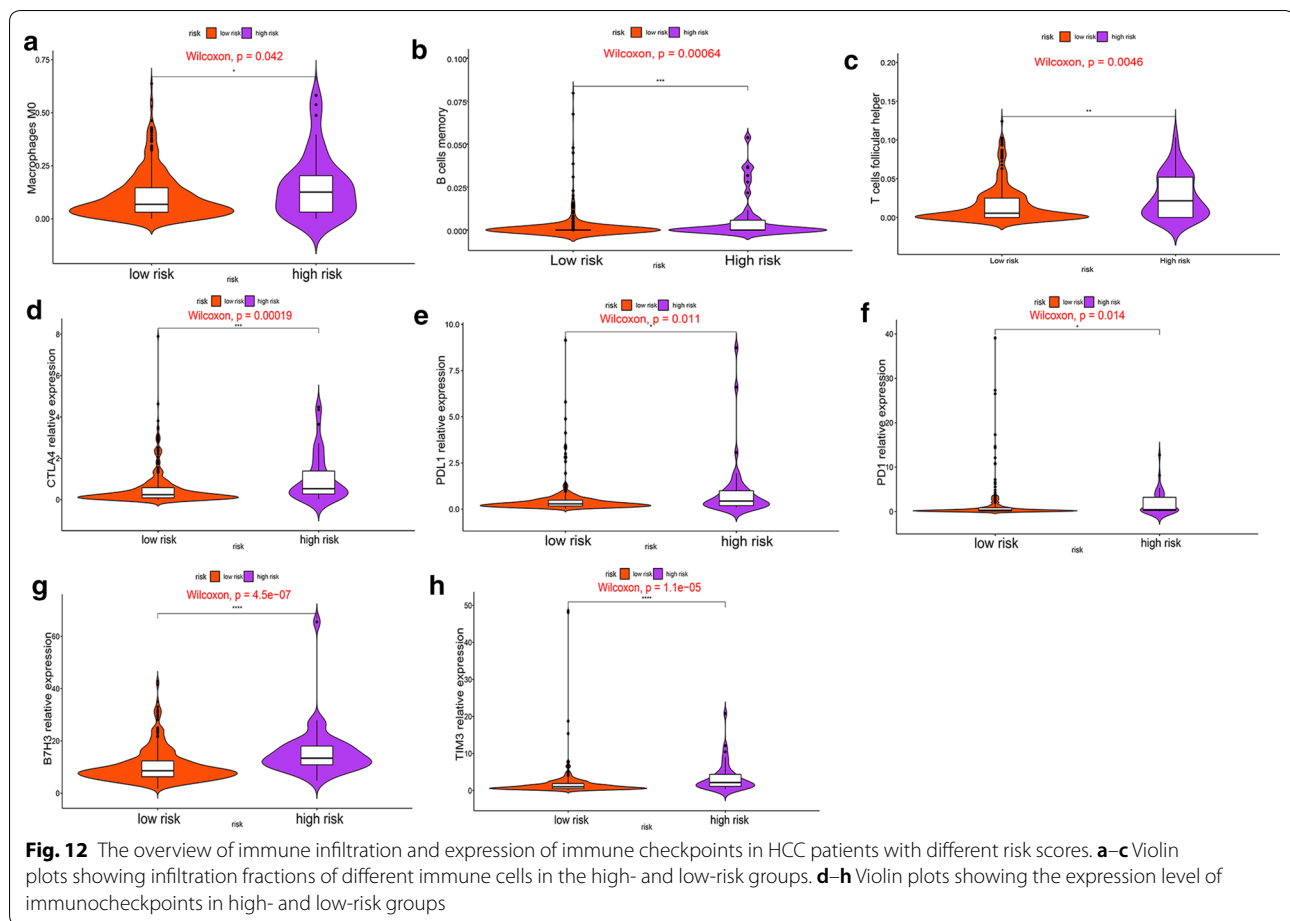 a
risk low risk high risk
Wilcoxon, p = 0.042
*
Macrophages M0
0.75
0.50
0.25
0.00
low risk high risk
risk
b
risk low risk high risk
Wilcoxon, p = 0.00064
***
B cells memory
0.100
0.075
0.050
0.025
0.000
Low risk High risk
risk
c
risk low risk high risk
Wilcoxon, p = 0.0046
**
T cells follicular helper
0.20
0.15
0.10
0.05
0.00
Low risk High risk
risk
d
risk low risk high risk
Wilcoxon, p = 0.00019
***
CTLA4 relative expression
8
6
4
2
0
low risk high risk
risk
e
risk low risk high risk
Wilcoxon, p = 0.011
*
PDL1 relative expression
10.0
7.5
5.0
2.5
0.0
low risk high risk
risk
f
risk low risk high risk
Wilcoxon, p = 0.014
*
PD1 relative expression
40
30
20
10
0
low risk high risk
risk
g
risk low risk high risk
Wilcoxon, p = 4.5e−07
****
B7H3 relative expression
60
40
20
0
low risk high risk
risk
h
risk low risk high risk
Wilcoxon, p = 1.1e−05
****
TIM3 relative expression
50
40
30
20
10
0
low risk high risk
risk
Fig. 12 The overview of immune infiltration and expression of immune checkpoints in HCC patients with different risk scores. a–c Violin
plots showing infiltration fractions of different immune cells in the high- and low-risk groups. d–h Violin plots showing the expression level of
immunocheckpoints in high- and low-risk groups